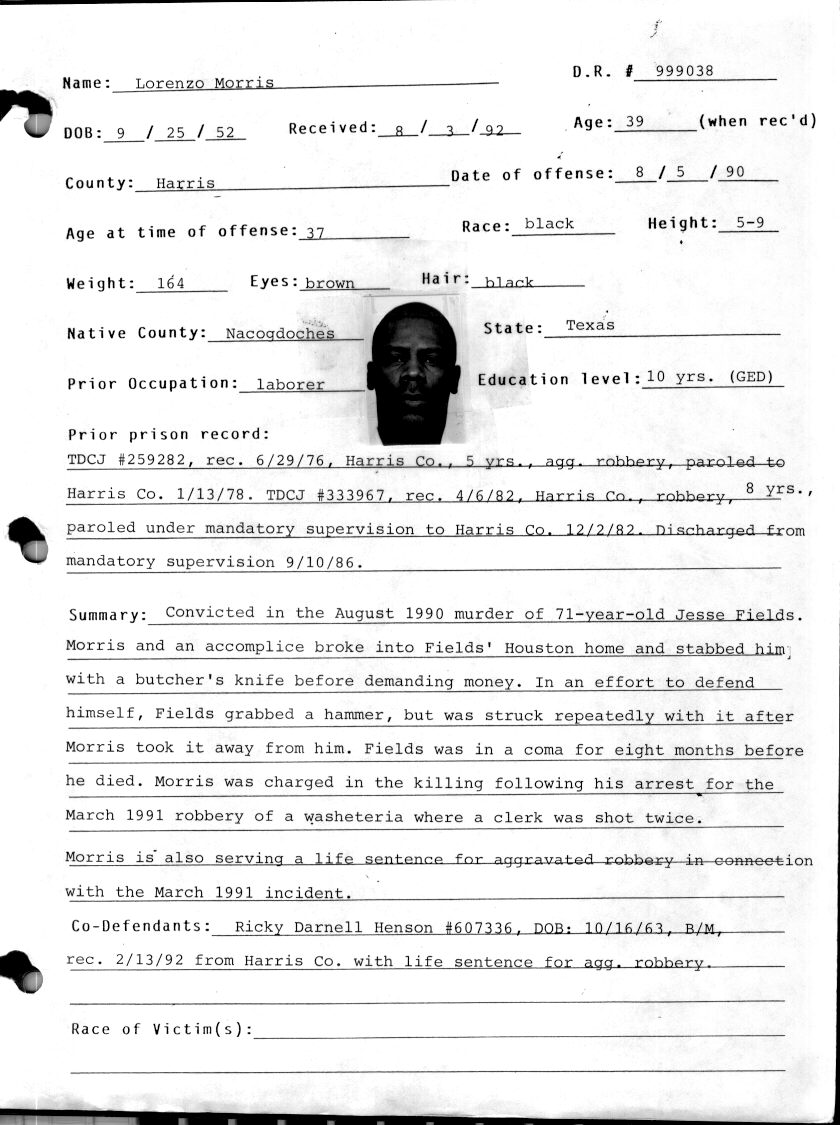 Name: Lorenzo Morris D.R. # 999038
DOB: 9 / 25 / 52 Received: 8 / 3 / 92 Age: 39 (when rec'd)
County: Harris Date of offense: 8 / 5 / 90
Age at time of offense: 37 Race: black Height: 5-9
Weight: 164 Eyes: brown Hair: black
Native County: Nacogdoches State: Texas
Prior Occupation: laborer Education level: 10 yrs. (GED)
Prior prison record:
TDCJ #259282, rec. 6/29/76, Harris Co., 5 yrs., agg. robbery, paroled to
Harris Co. 1/13/78. TDCJ #333967, rec. 4/6/82, Harris Co., robbery, 8 yrs.,
paroled under mandatory supervision to Harris Co. 12/2/82. Discharged from
mandatory supervision 9/10/86.
Summary: Convicted in the August 1990 murder of 71-year-old Jesse Fields.
Morris and an accomplice broke into Fields' Houston home and stabbed him
with a butcher's knife before demanding money. In an effort to defend
himself, Fields grabbed a hammer, but was struck repeatedly with it after
Morris took it away from him. Fields was in a coma for eight months before
he died. Morris was charged in the killing following his arrest for the
March 1991 robbery of a washeteria where a clerk was shot twice.
Morris is also serving a life sentence for aggravated robbery in connection
with the March 1991 incident.
Co-Defendants: Ricky Darnell Henson #607336, DOB: 10/16/63, B/M,
rec. 2/13/92 from Harris Co. with life sentence for agg. robbery.
Race of Victim(s):